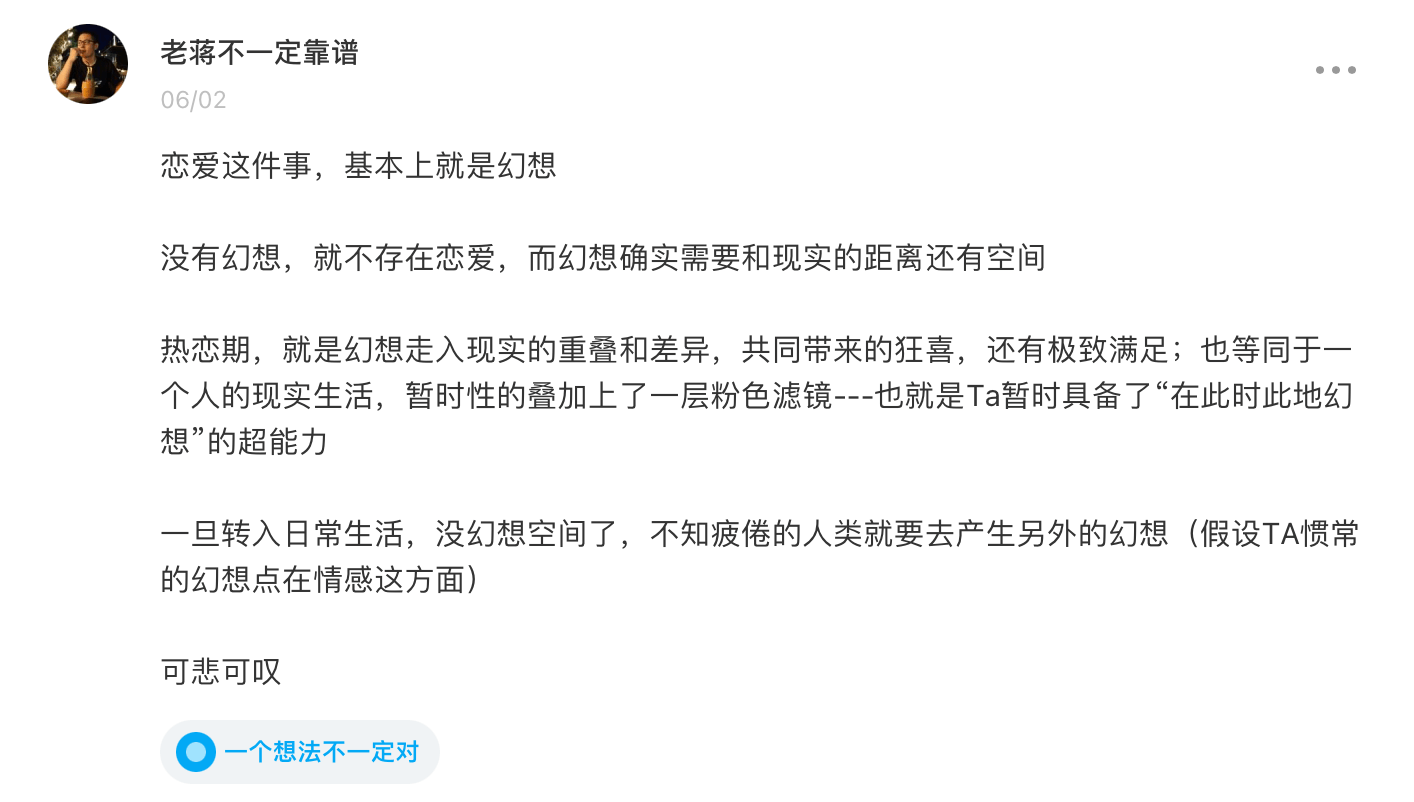 老蒋不一定靠谱
06/02
恋爱这件事，基本上就是幻想
没有幻想，就不存在恋爱，而幻想确实需要和现实的距离还有空间
热恋期，就是幻想走入现实的重叠和差异，共同带来的狂喜，还有极致满足；也等同于一
个人的现实生活，暂时性的叠加上了一层粉色滤镜---也就是Ta暂时具备了“在此时此地幻
想”的超能力
一旦转入日常生活，没幻想空间了，不知疲倦的人类就要去产生另外的幻想（假设TA惯常
的幻想点在情感这方面）
可悲可叹
一个想法不一定对